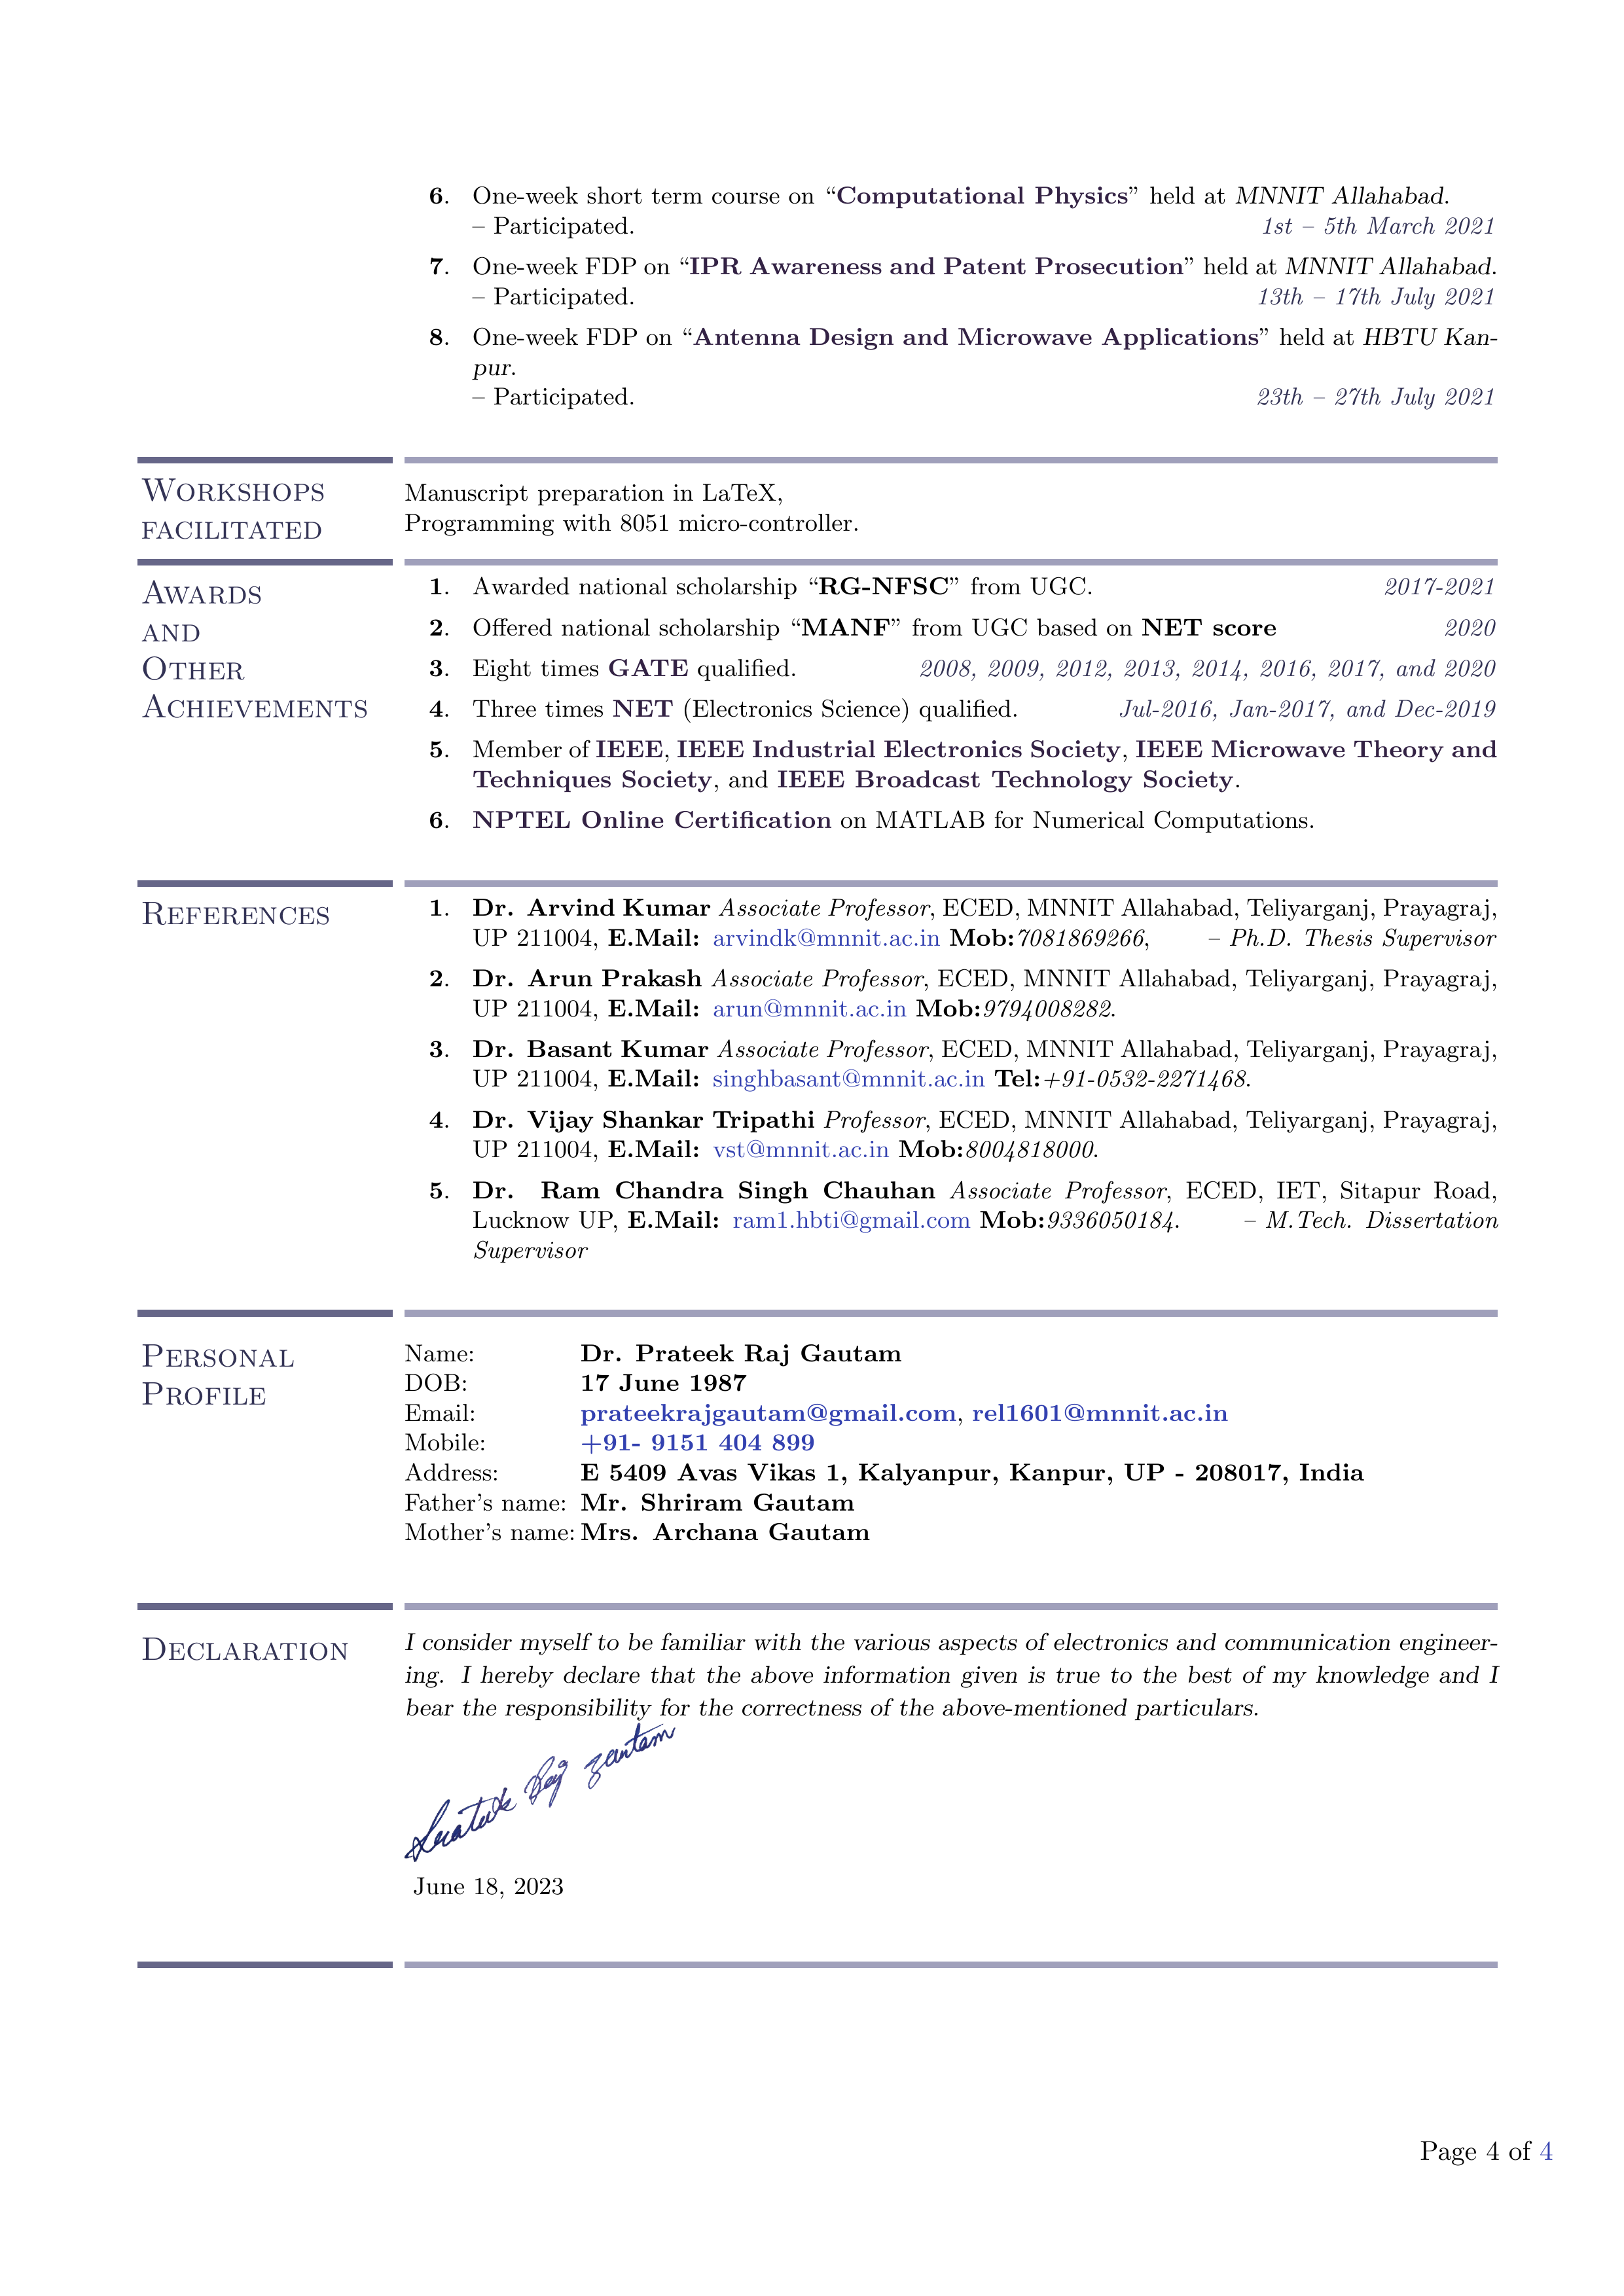 6. One-week short term course on “Computational Physics” held at MNNIT Allahabad.
– Participated. 1st – 5th March 2021
7. One-week FDP on “IPR Awareness and Patent Prosecution” held at MNNIT Allahabad.
– Participated. 13th – 17th July 2021
8. One-week FDP on “Antenna Design and Microwave Applications” held at HBTU Kan-
pur.
– Participated. 23th – 27th July 2021
Workshops
facilitated
Manuscript preparation in LaTeX,
Programming with 8051 micro-controller.
Awards
and
Other
Achievements
1. Awarded national scholarship “RG-NFSC” from UGC. 2017-2021
2. Offered national scholarship “MANF” from UGC based on NET score 2020
3. Eight times GATE qualified. 2008, 2009, 2012, 2013, 2014, 2016, 2017, and 2020
4. Three times NET (Electronics Science) qualified. Jul-2016, Jan-2017, and Dec-2019
5. Member of IEEE, IEEE Industrial Electronics Society, IEEE Microwave Theory and
Techniques Society, and IEEE Broadcast Technology Society.
6. NPTEL Online Certification on MATLAB for Numerical Computations.
References
1. Dr. Arvind Kumar Associate Professor, ECED, MNNIT Allahabad, Teliyarganj, Prayagraj,
UP 211004, E.Mail: arvindk@mnnit.ac.in Mob:7081869266, – Ph.D. Thesis Supervisor
2. Dr. Arun Prakash Associate Professor, ECED, MNNIT Allahabad, Teliyarganj, Prayagraj,
UP 211004, E.Mail: arun@mnnit.ac.in Mob:9794008282.
3. Dr. Basant Kumar Associate Professor, ECED, MNNIT Allahabad, Teliyarganj, Prayagraj,
UP 211004, E.Mail: singhbasant@mnnit.ac.in Tel:+91-0532-2271468.
4. Dr. Vijay Shankar Tripathi Professor, ECED, MNNIT Allahabad, Teliyarganj, Prayagraj,
UP 211004, E.Mail: vst@mnnit.ac.in Mob:8004818000.
5. Dr. Ram Chandra Singh Chauhan Associate Professor, ECED, IET, Sitapur Road,
Lucknow UP, E.Mail: ram1.hbti@gmail.com Mob:9336050184. – M.Tech. Dissertation
Supervisor
Personal
Profile
Name: Dr. Prateek Raj Gautam
DOB: 17 June 1987
Email: prateekrajgautam@gmail.com, rel1601@mnnit.ac.in
Mobile: +91- 9151 404 899
Address: E 5409 Avas Vikas 1, Kalyanpur, Kanpur, UP - 208017, India
Father's name: Mr. Shriram Gautam
Mother's name: Mrs. Archana Gautam
Declaration
I consider myself to be familiar with the various aspects of electronics and communication engineer-
ing. I hereby declare that the above information given is true to the best of my knowledge and I
bear the responsibility for the correctness of the above-mentioned particulars.
Prateek Raj Gautam
June 18, 2023
Page 4 of 4